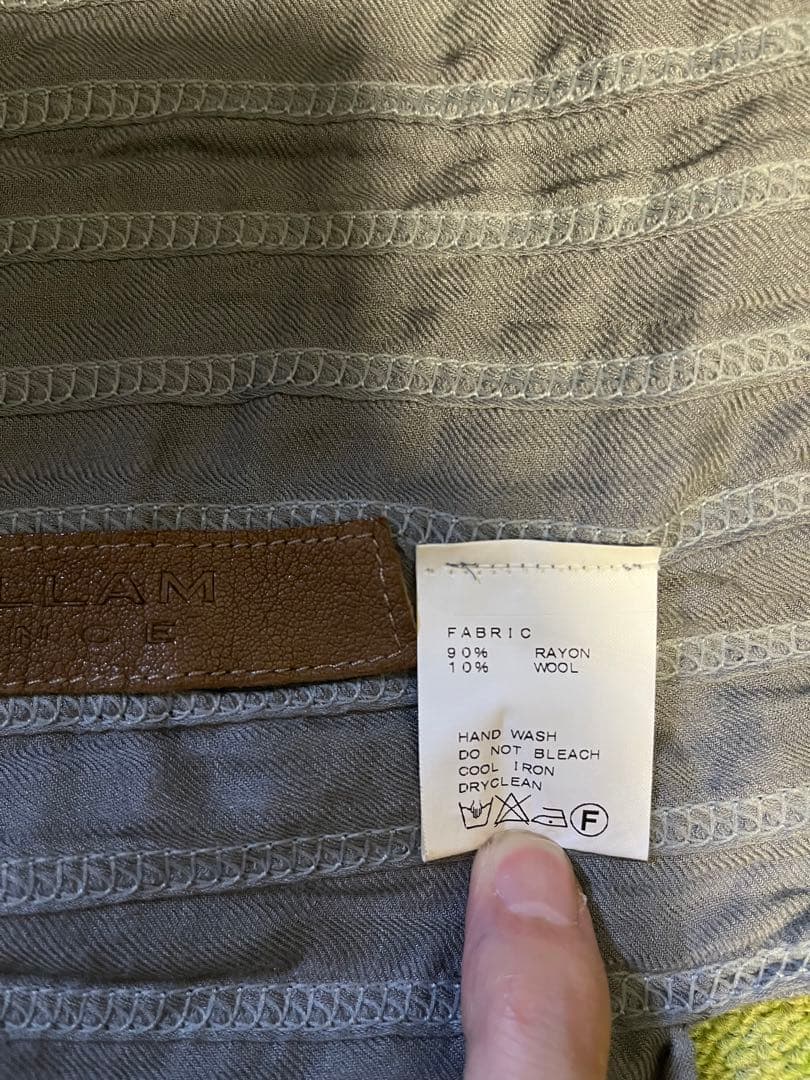 LLAM
NCE
FABRIC
90% RAYON
10% WOOL
HAND WASH
DO NOT BLEACH
COOL IRON
DRYCLEAN
F